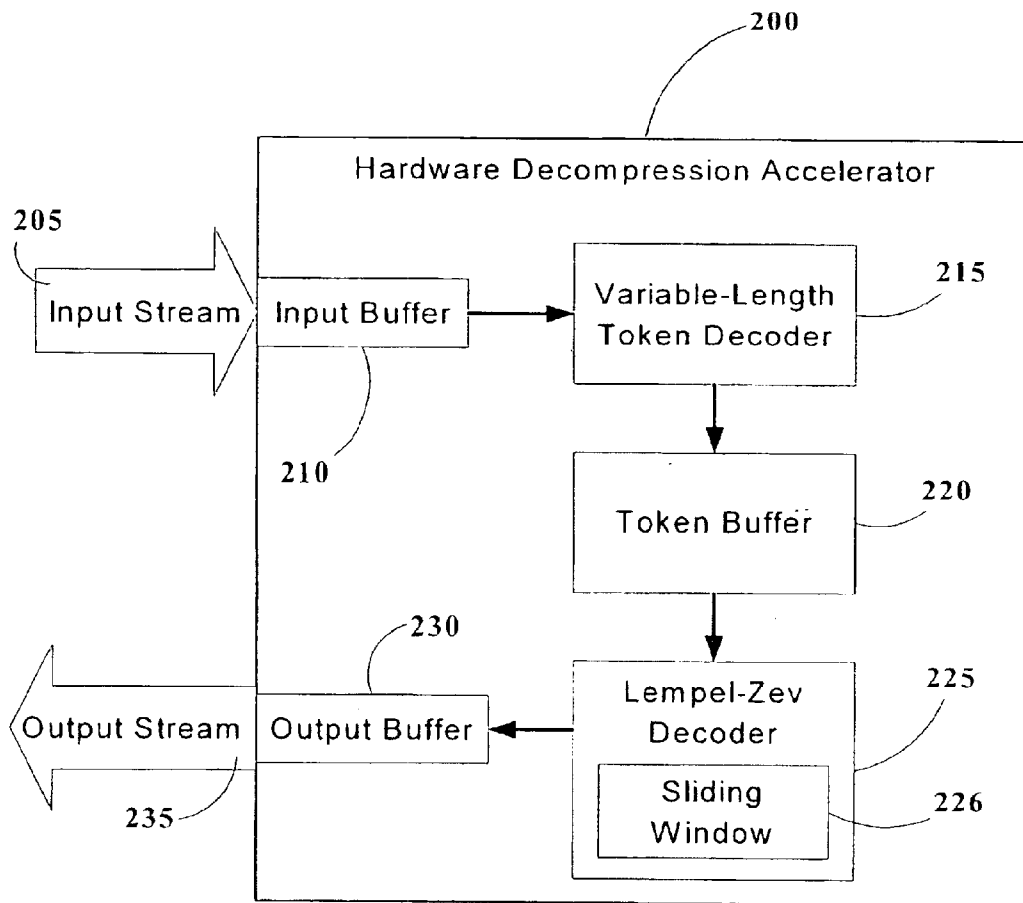 200
Hardware Decompression Accelerator
205
Input Stream
Input Buffer
Variable-Length
Token Decoder
215
210
Token Buffer
220
230
Output Stream
Output Buffer
Lempel-Zev
Decoder
225
235
Sliding
Window
226